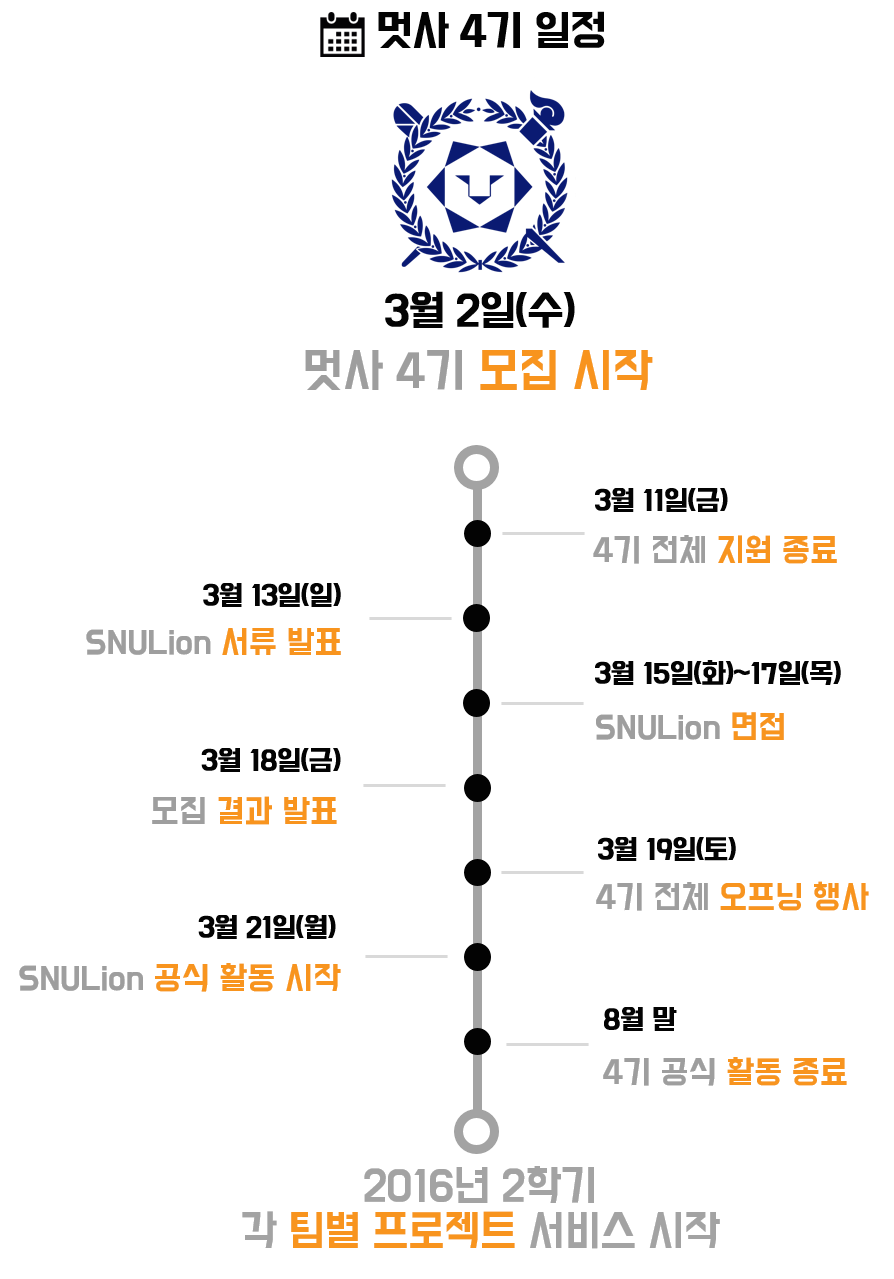 멋사 4기 일정
3월 2일(수)
멋사 4기 모집 시작
3월 11일(금)
4기 전체 지원 종료
3월 13일(일)
SNULion 서류 발표
3월 15일(화)~17일(목)
SNULion 면접
3월 18일(금)
모집 결과 발표
3월 19일(토)
4기 전체 오프닝 행사
3월 21일(월)
SNULion 공식 활동 시작
8월 말
4기 공식 활동 종료
2016년 2학기
각 팀별 프로젝트 서비스 시작